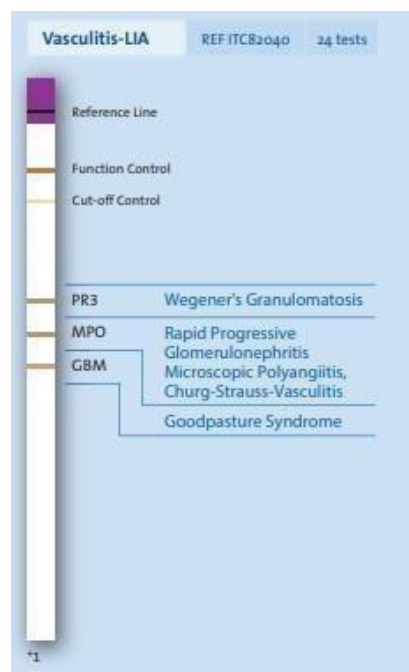 Vasculitis-LIA REF ITC82040 24 tests
Reference Line
Function Control
Cut-off Control
PR3 Wegener's Granulomatosis
MPO Rapid Progressive
Glomerulonephritis
GBM Microscopic Polyangiitis,
Churg-Strauss-Vasculitis
Goodpasture Syndrome
*1